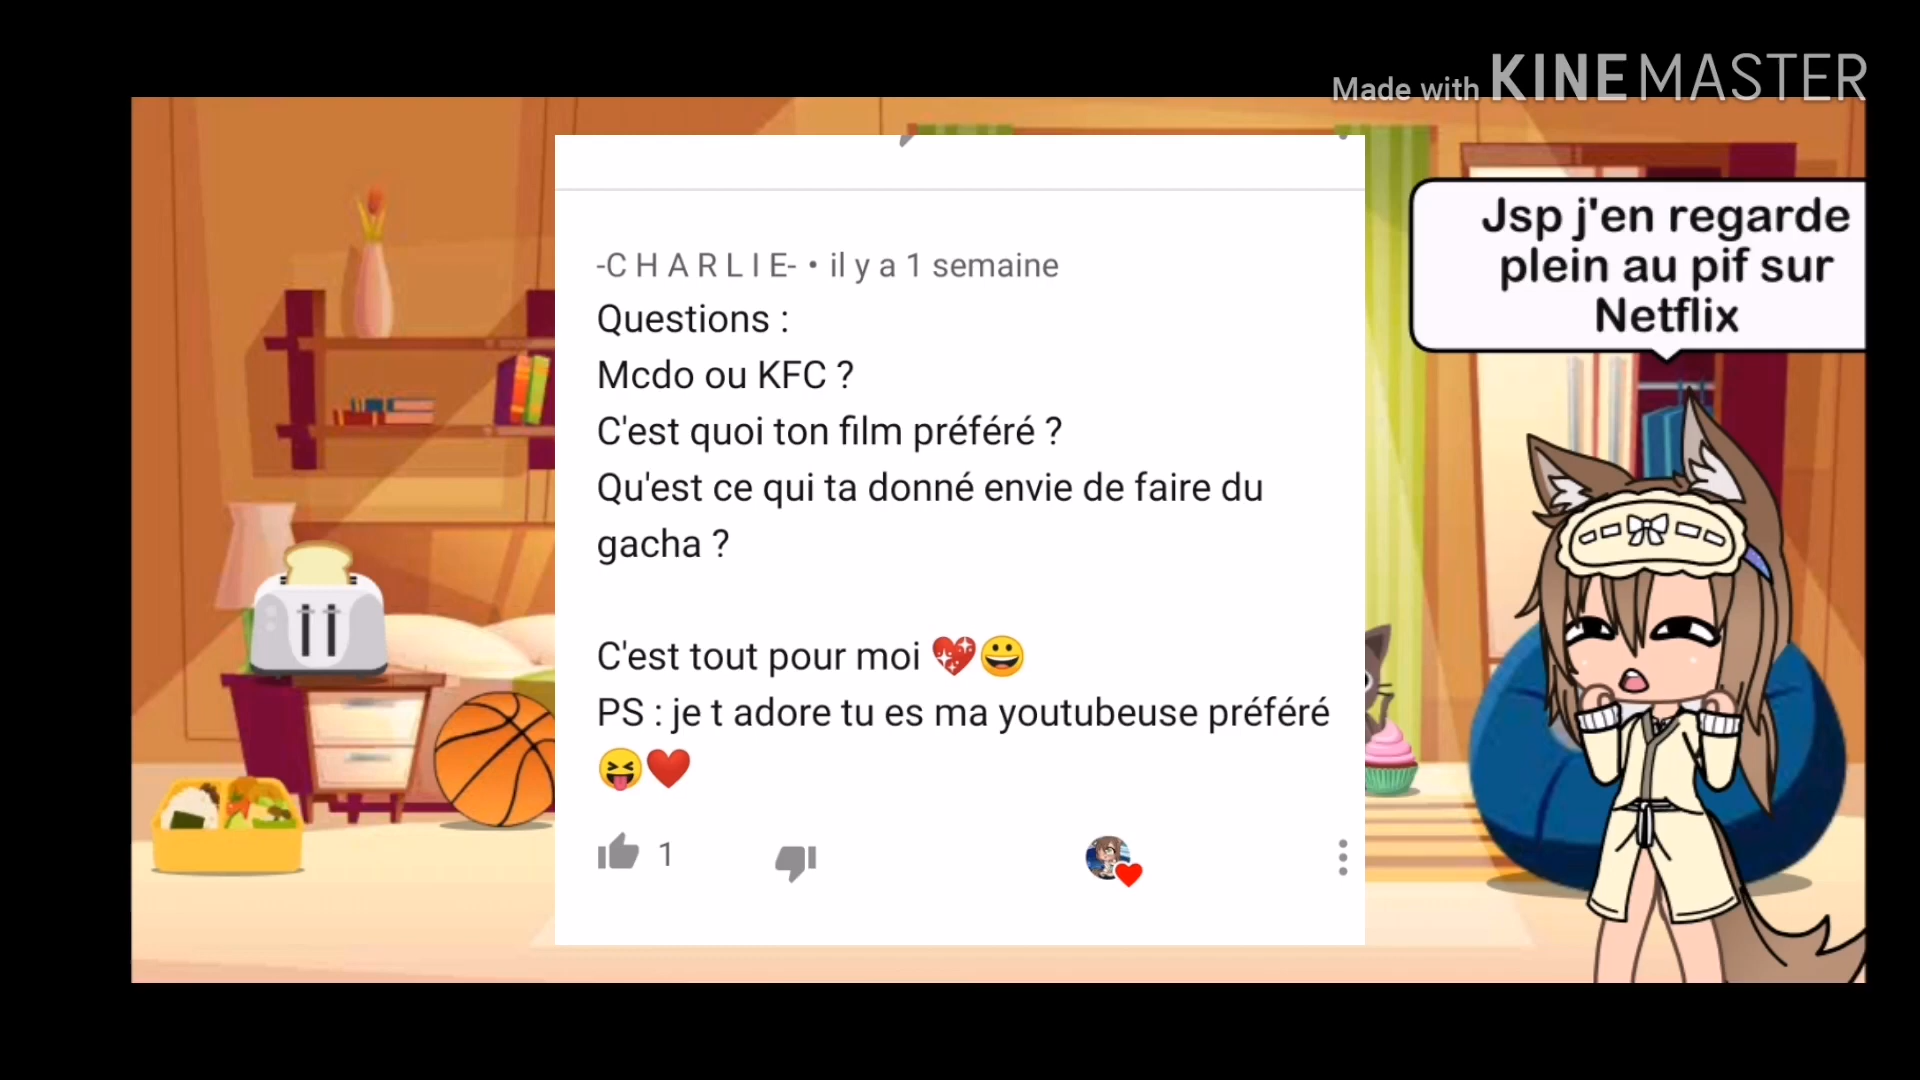 Made with KINEMASTER
-C H A R L I E- • il y a 1 semaine
Questions :
Mcdo ou KFC ?
C'est quoi ton film préféré ?
Qu'est ce qui ta donné envie de faire du
gacha ?
C'est tout pour moi 💖😀
PS : je t adore tu es ma youtubeuse préféré
😝❤️
1
Jsp j'en regarde
plein au pif sur
Netflix